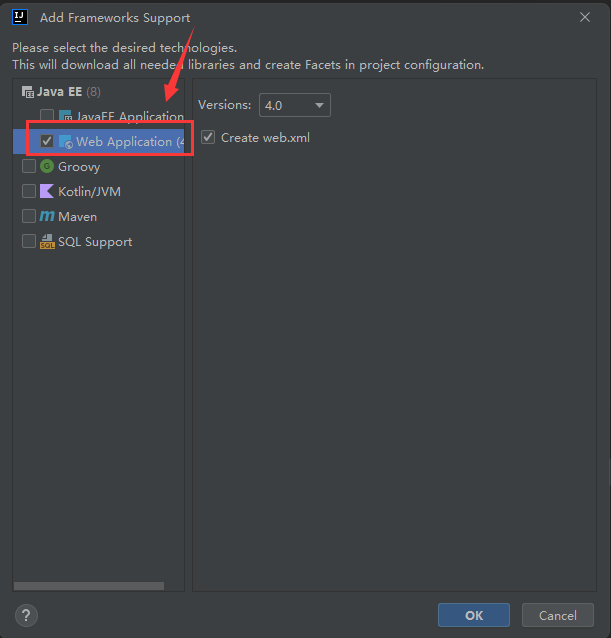 Add Frameworks Support
Please select the desired technologies.
This will download all needed libraries and create Facets in project configuration.
Java EE (8)
JavaEE Application
Web Application (4
Groovy
Kotlin/JVM
Maven
SQL Support
Versions: 4.0
Create web.xml
? OK Cancel